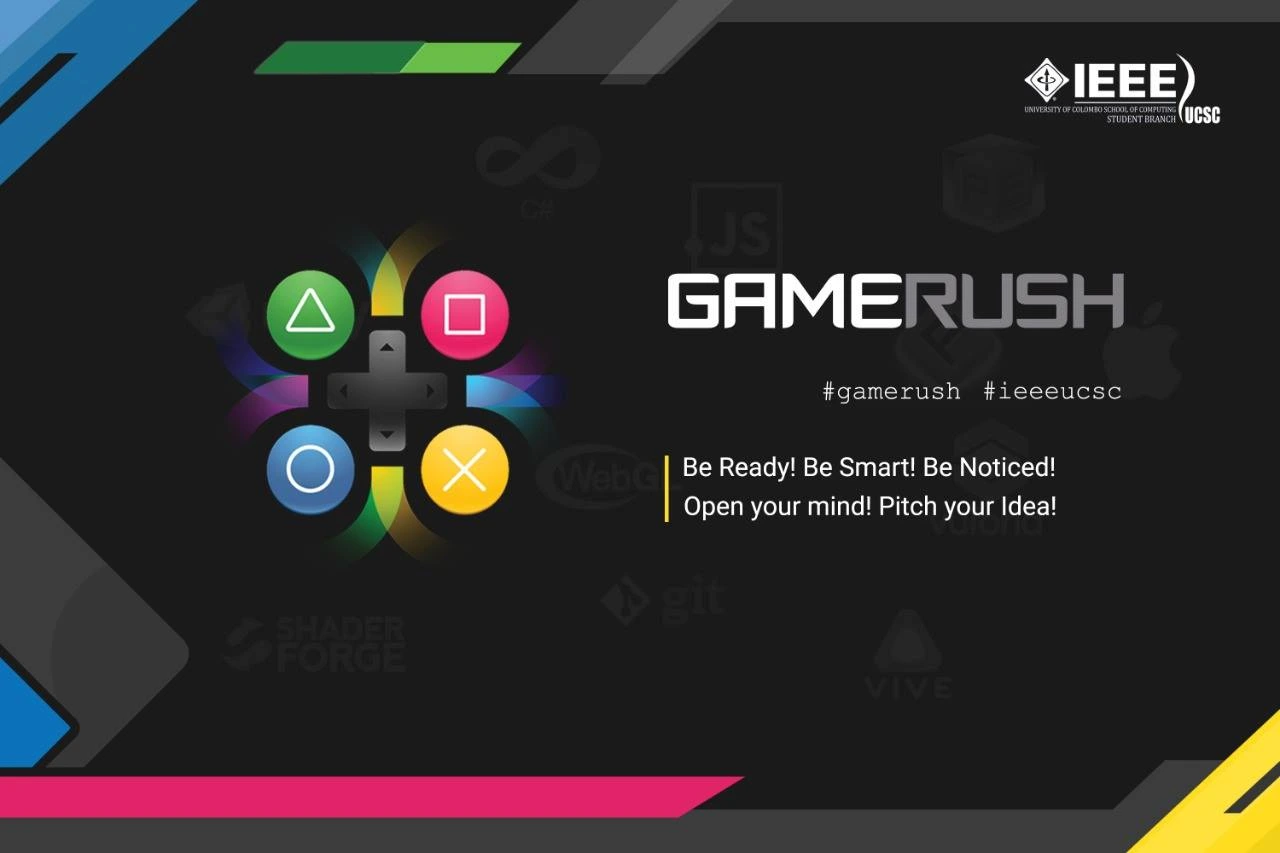 IEEE
UNIVERSITY OF COLOMBO SCHOOL OF COMPUTING
STUDENT BRANCH
UCSC
C#
JS
GAMERUSH
#gamerush #ieeeucsc
WebGL
Be Ready! Be Smart! Be Noticed!
Open your mind! Pitch your Idea!
git
SHADER
FORGE
VIVE